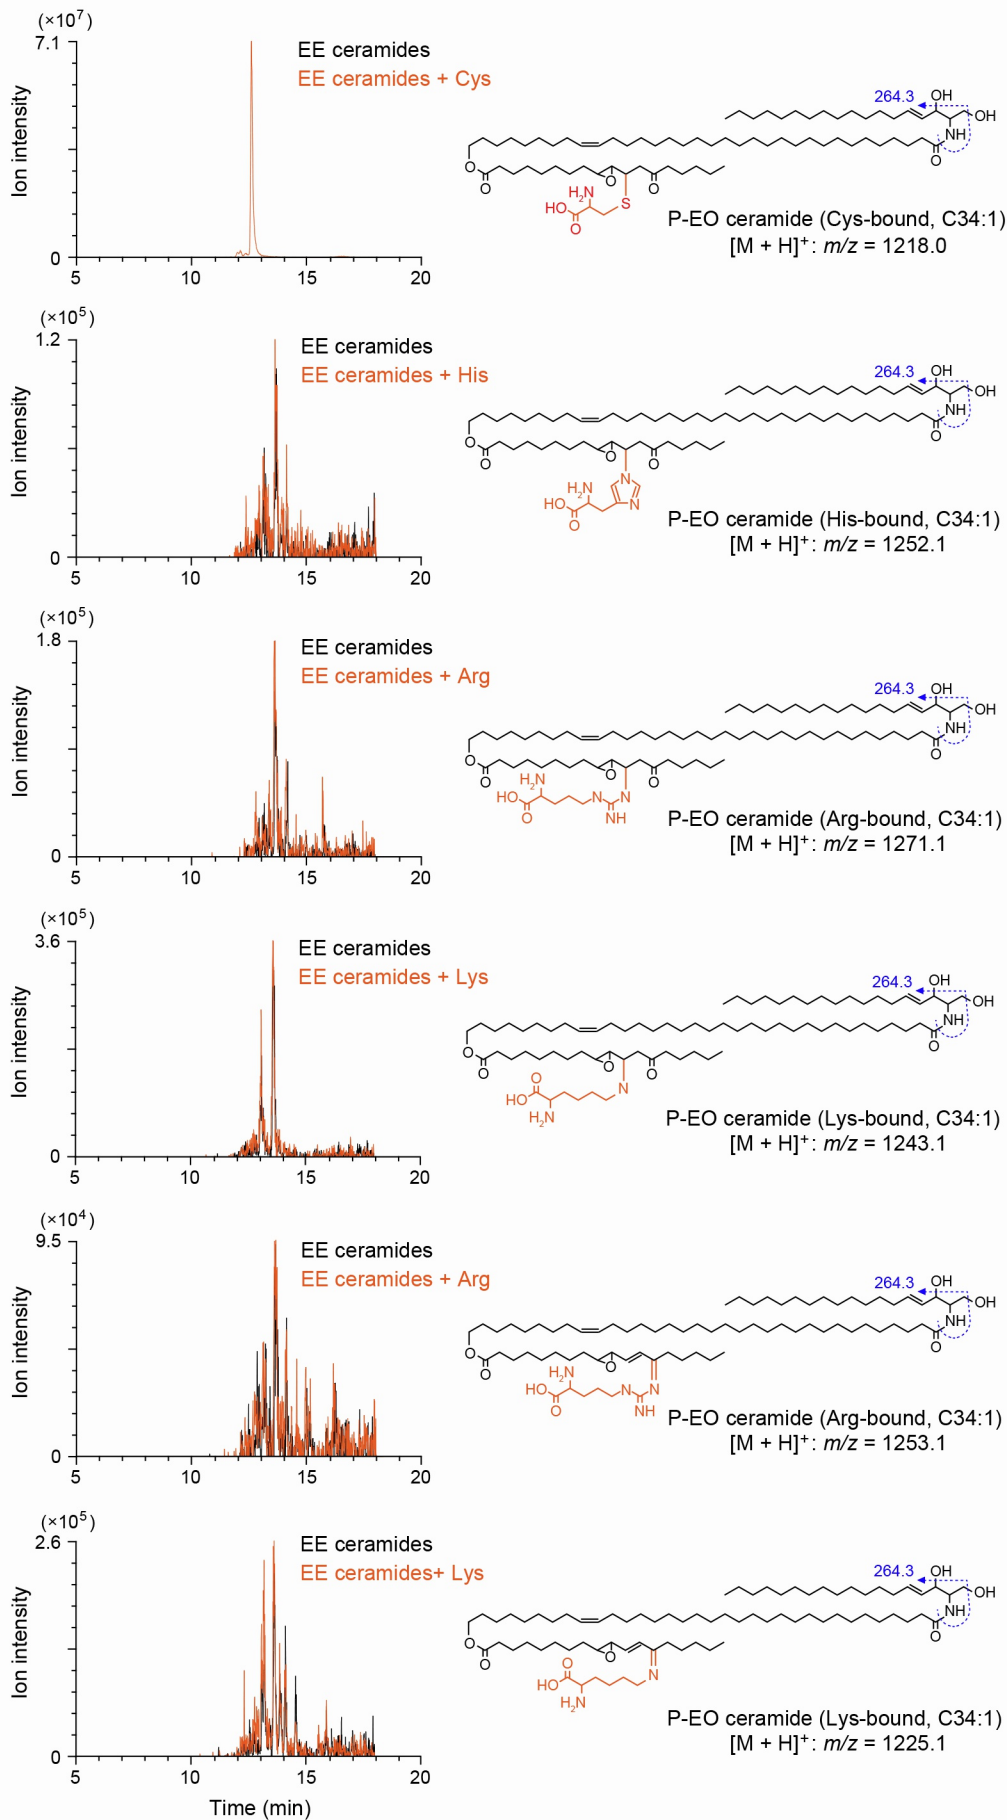 (×10⁷)
7.1
Ion intensity
0
5 10 15 20
EE ceramides
EE ceramides + Cys
264.3 OH
OH
NH
O
O
O
O
O
H₂N
HO
O
S
P-EO ceramide (Cys-bound, C34:1)
[M + H]⁺: m/z = 1218.0
(×10⁵)
1.2
Ion intensity
0
5 10 15 20
EE ceramides
EE ceramides + His
264.3 OH
OH
NH
O
O
O
O
O
N
H₂N
HO
N
O
P-EO ceramide (His-bound, C34:1)
[M + H]⁺: m/z = 1252.1
(×10⁵)
1.8
Ion intensity
0
5 10 15 20
EE ceramides
EE ceramides + Arg
264.3 OH
OH
NH
O
O
O
O
O
H₂N
HO
N
N
O
NH
P-EO ceramide (Arg-bound, C34:1)
[M + H]⁺: m/z = 1271.1
(×10⁵)
3.6
Ion intensity
0
5 10 15 20
EE ceramides
EE ceramides + Lys
264.3 OH
OH
NH
O
O
O
O
O
O
N
HO
H₂N
P-EO ceramide (Lys-bound, C34:1)
[M + H]⁺: m/z = 1243.1
(×10⁴)
9.5
Ion intensity
0
5 10 15 20
EE ceramides
EE ceramides + Arg
264.3 OH
OH
NH
O
O
O
O
H₂N
HO
N
N
O
NH
P-EO ceramide (Arg-bound, C34:1)
[M + H]⁺: m/z = 1253.1
(×10⁵)
2.6
Ion intensity
0
5 10 15 20
Time (min)
EE ceramides
EE ceramides+ Lys
264.3 OH
OH
NH
O
O
O
O
O
N
HO
H₂N
P-EO ceramide (Lys-bound, C34:1)
[M + H]⁺: m/z = 1225.1